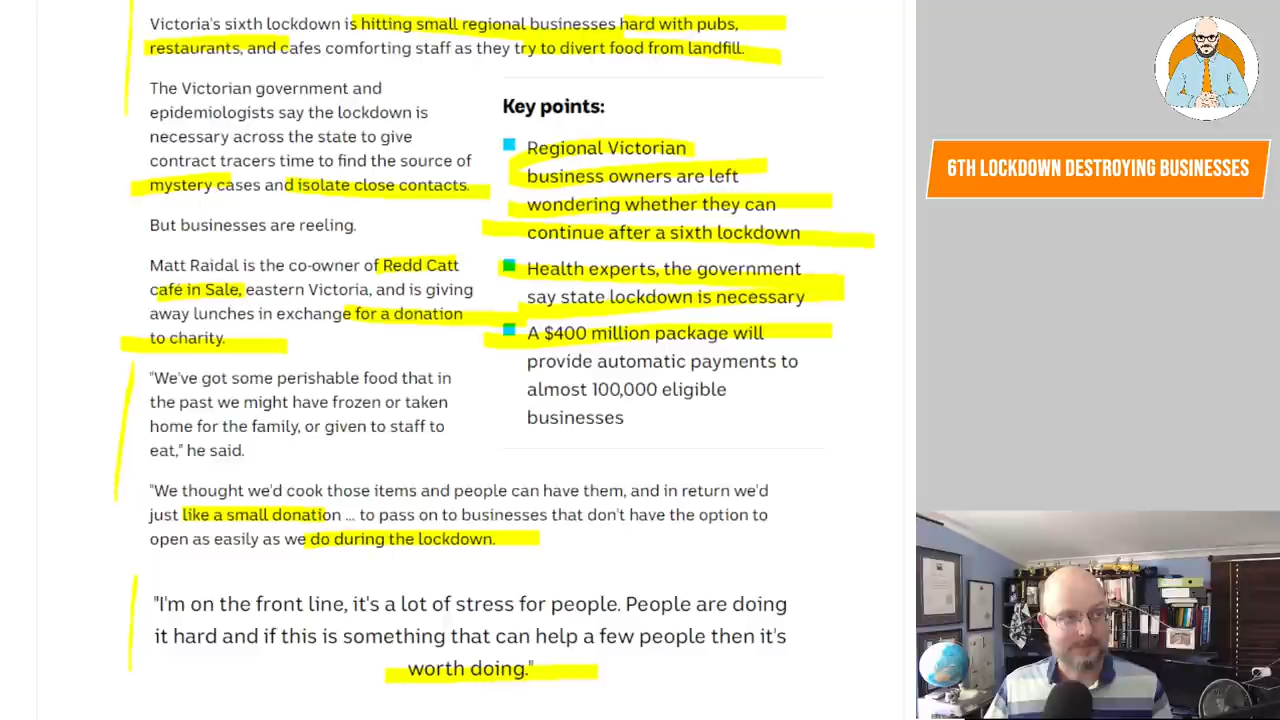 Victoria's sixth lockdown is hitting small regional businesses hard with pubs,
restaurants, and cafes comforting staff as they try to divert food from landfill.
The Victorian government and
epidemiologists say the lockdown is
necessary across the state to give
contract tracers time to find the source of
mystery cases and isolate close contacts.
But businesses are reeling.
Matt Raidal is the co-owner of Redd Catt
café in Sale, eastern Victoria, and is giving
away lunches in exchange for a donation
to charity.
"We've got some perishable food that in
the past we might have frozen or taken
home for the family, or given to staff to
eat," he said.
Key points:
Regional Victorian
business owners are left
wondering whether they can
continue after a sixth lockdown
Health experts, the government
say state lockdown is necessary
A $400 million package will
provide automatic payments to
almost 100,000 eligible
businesses
"We thought we'd cook those items and people can have them, and in return we'd
just like a small donation ... to pass on to businesses that don't have the option to
open as easily as we do during the lockdown.
"I'm on the front line, it's a lot of stress for people. People are doing
it hard and if this is something that can help a few people then it's
worth doing."
6TH LOCKDOWN DESTROYING BUSINESSES